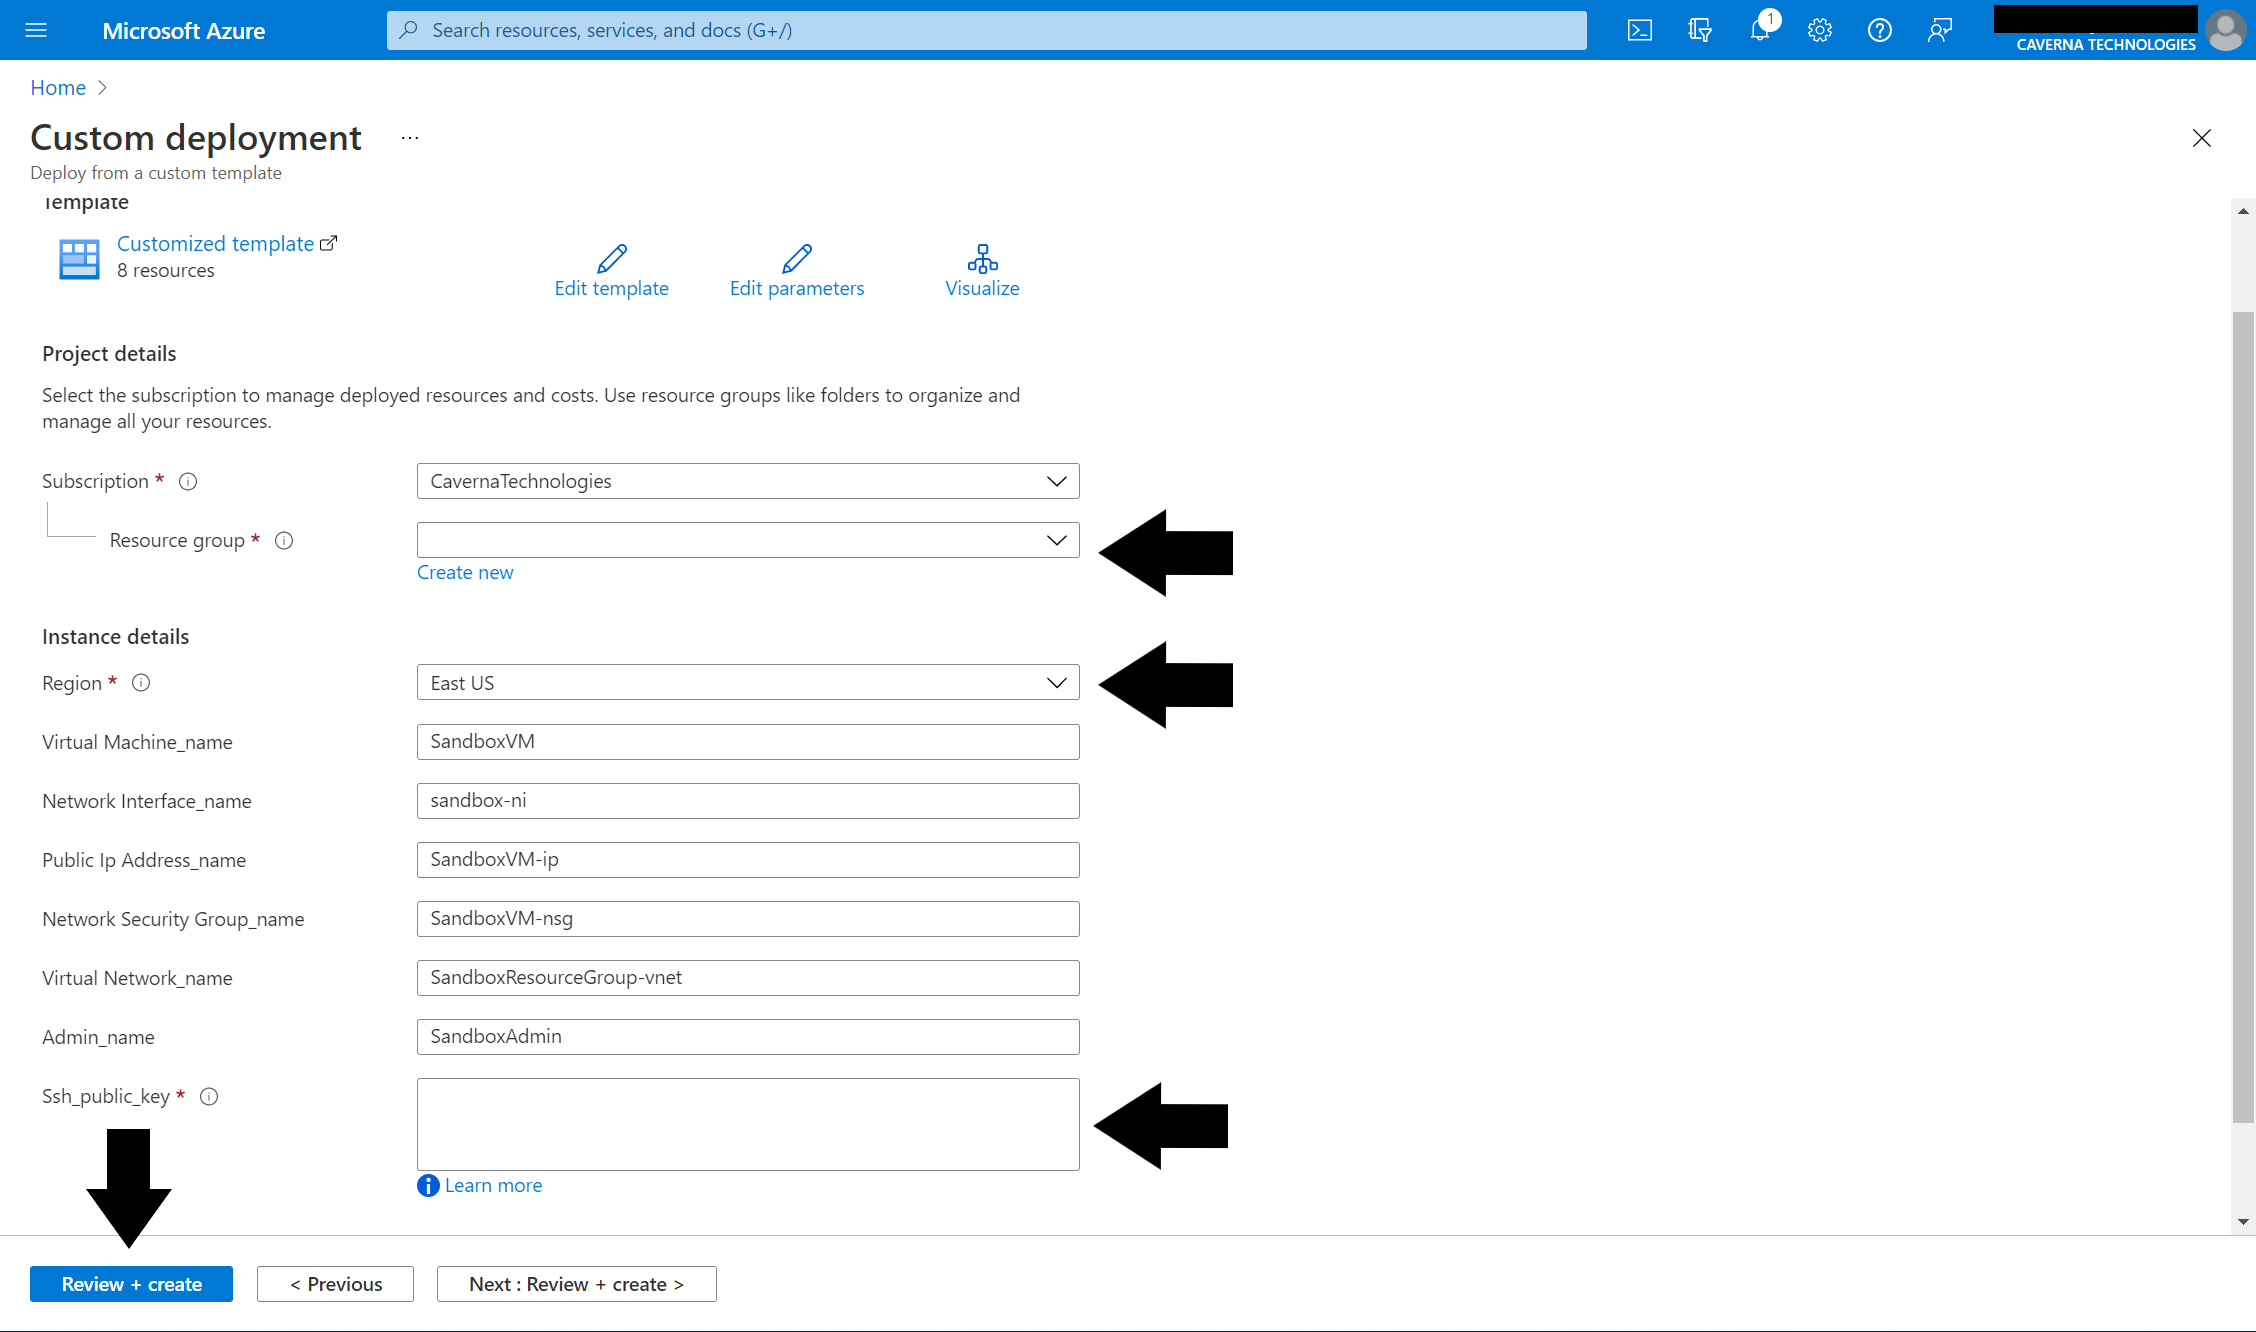 Microsoft Azure
Search resources, services, and docs (G+/)
1
CAVERNA TECHNOLOGIES
Home >
Custom deployment ...
Deploy from a custom template
Template
Customized template
8 resources
Edit template
Edit parameters
Visualize
Project details
Select the subscription to manage deployed resources and costs. Use resource groups like folders to organize and
manage all your resources.
Subscription *
CavernaTechnologies
Resource group *
Create new
Instance details
Region *
East US
Virtual Machine_name
SandboxVM
Network Interface_name
sandbox-ni
Public Ip Address_name
SandboxVM-ip
Network Security Group_name
SandboxVM-nsg
Virtual Network_name
SandboxResourceGroup-vnet
Admin_name
SandboxAdmin
Ssh_public_key *
Learn more
Review + create
< Previous
Next : Review + create >